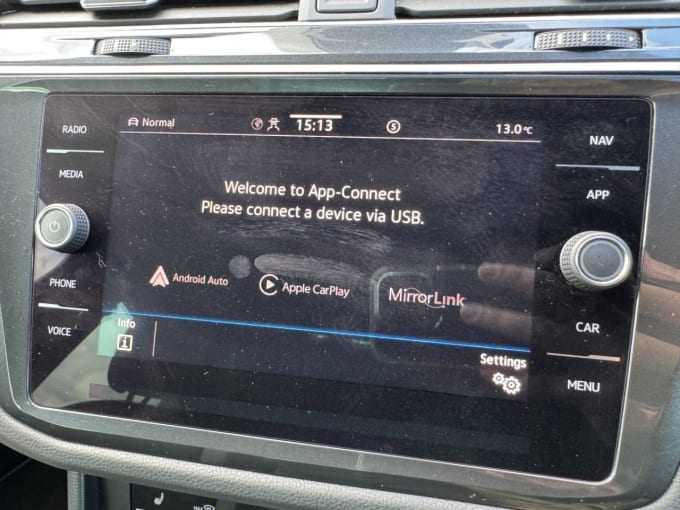 Normal
15:13
S
13.0°C
RADIO
MEDIA
PHONE
VOICE
Welcome to App-Connect
Please connect a device via USB.
Android Auto
Apple CarPlay
MirrorLink
Info
i
Settings
NAV
APP
CAR
MENU
MAX